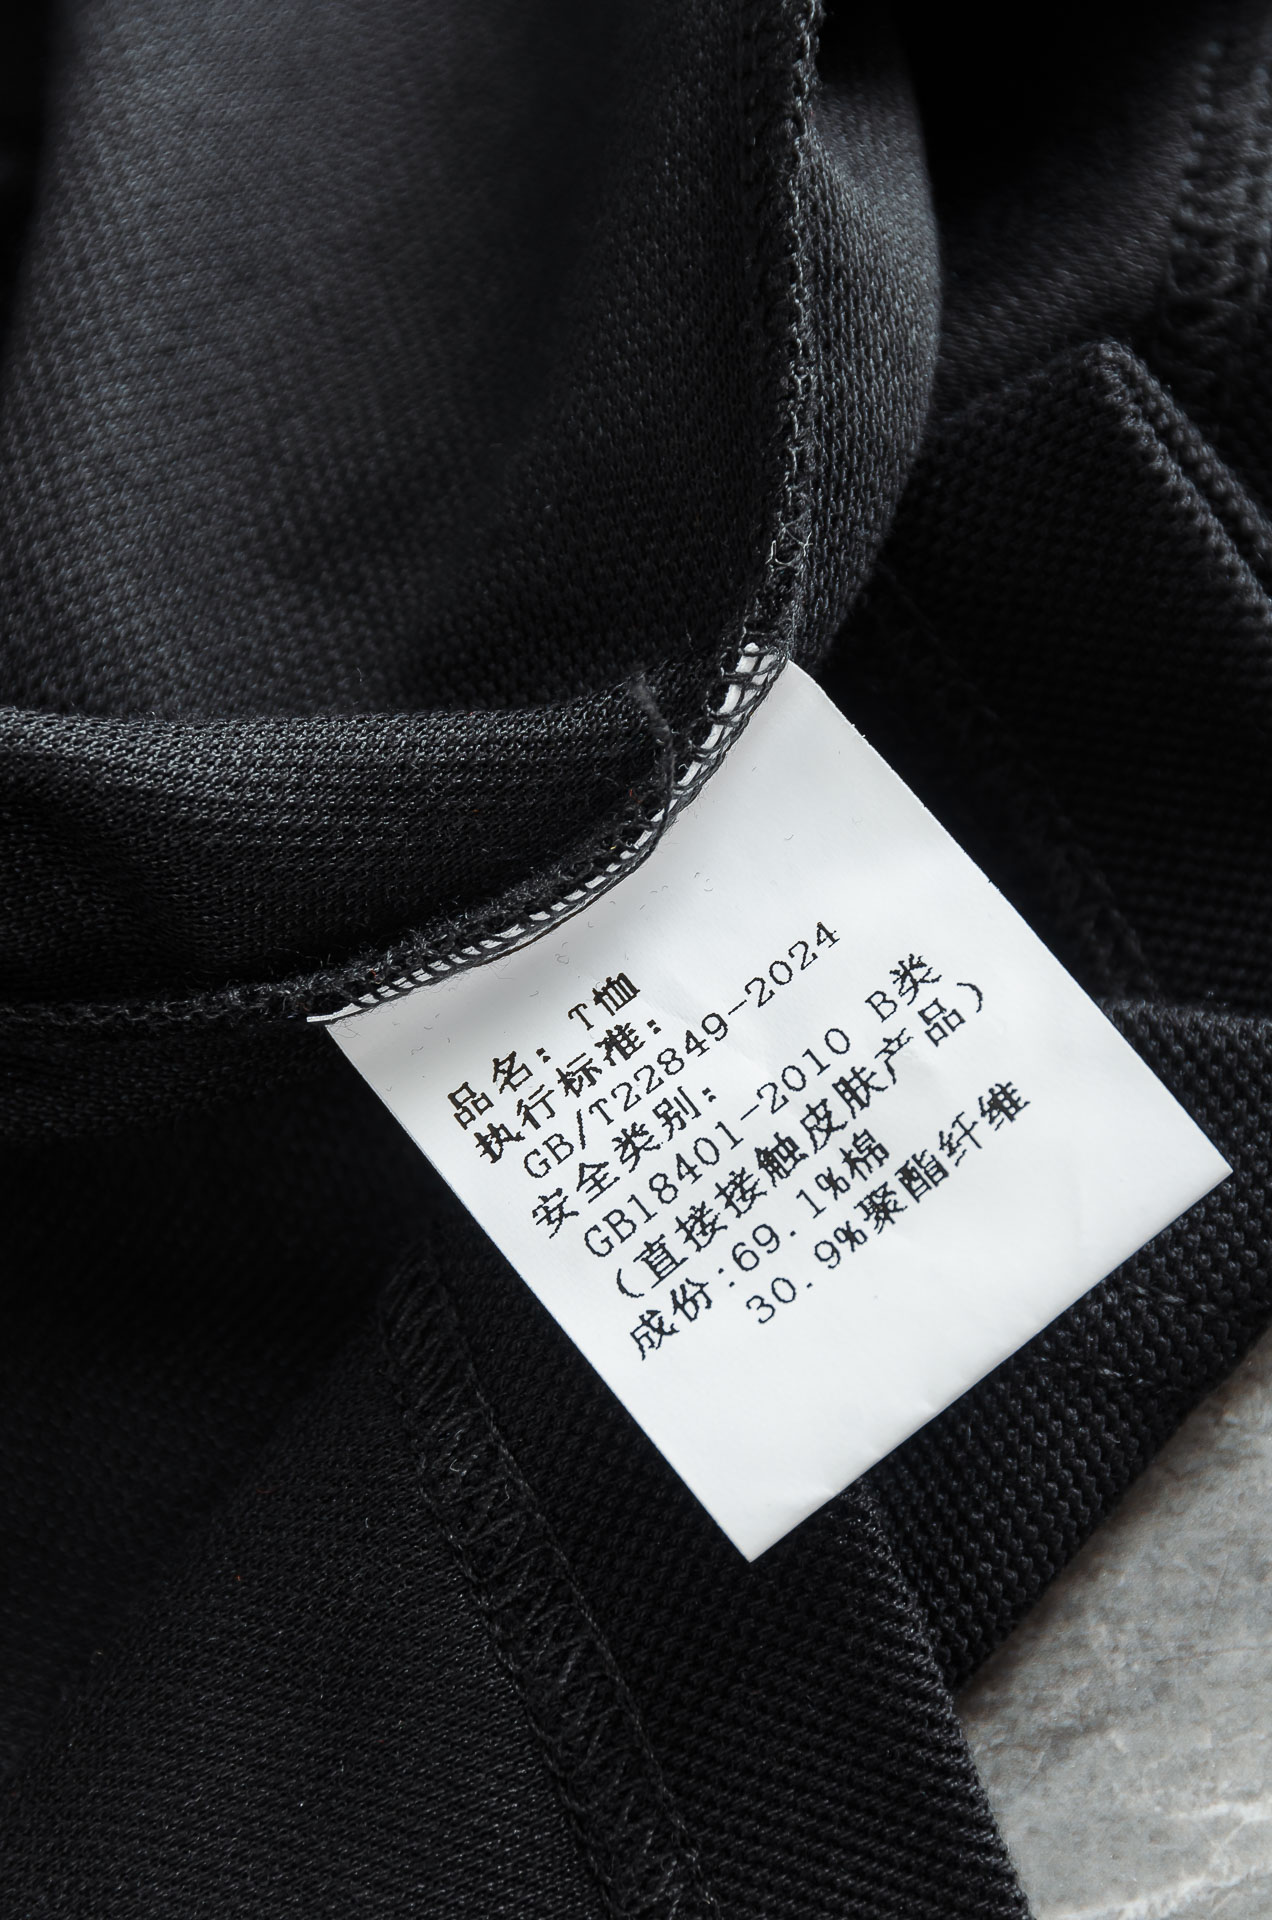 品名：T恤
执行标准：
GB/T22849-2024
安全类别：
GB18401-2010 B类
(直接接触皮肤产品)
成份:69.1%棉
30.9%聚酯纤维